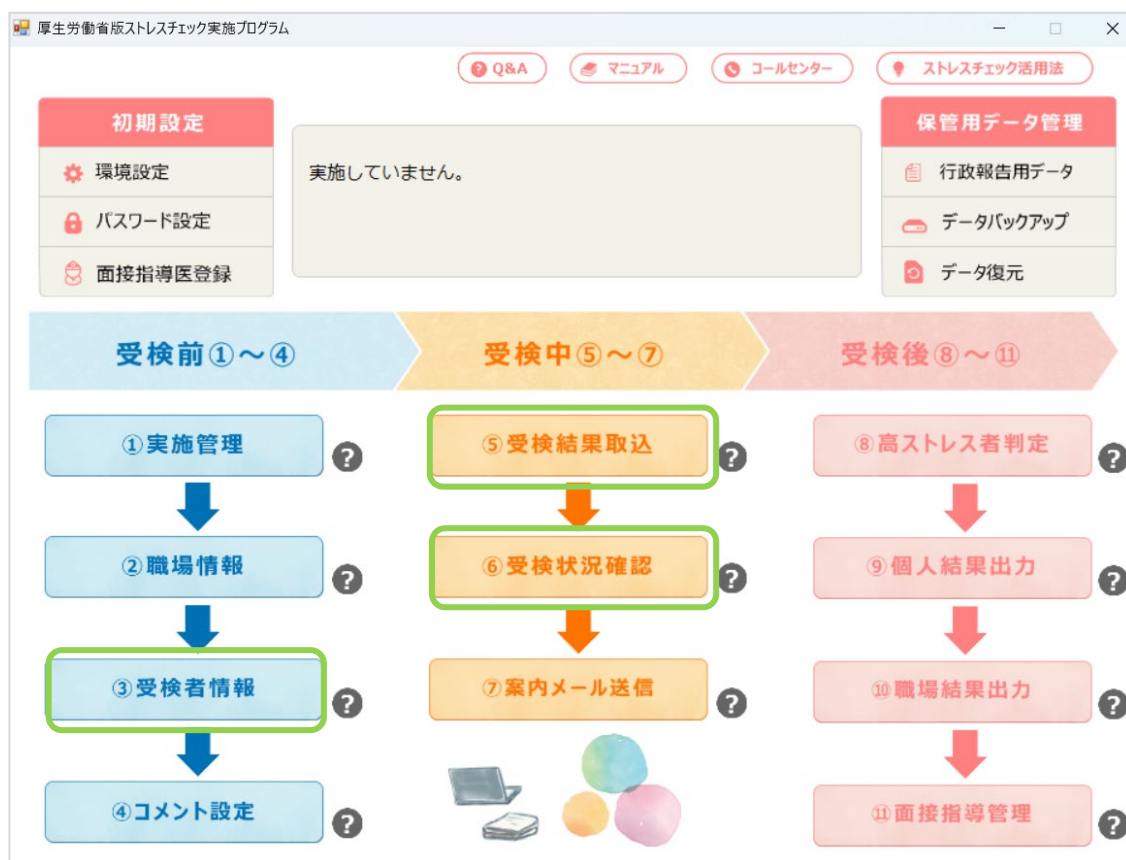 厚生労働省版ストレスチェック実施プログラム
Q&A
マニュアル
コールセンター
ストレスチェック活用法
初期設定
環境設定
パスワード設定
面接指導医登録
実施していません。
保管用データ管理
行政報告用データ
データバックアップ
データ復元
受検前①～④
受検中⑤～⑦
受検後⑧～⑪
①実施管理
?
②職場情報
?
③受検者情報
?
④コメント設定
?
⑤受検結果取込
?
⑥受検状況確認
?
⑦案内メール送信
?
⑧高ストレス者判定
?
⑨個人結果出力
?
⑩職場結果出力
?
⑪面接指導管理
?